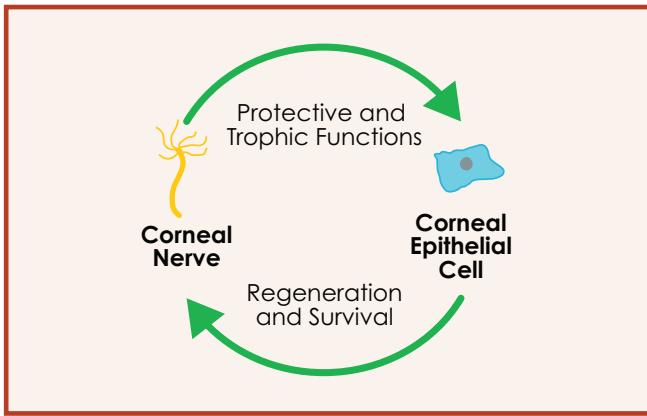 Protective and
Trophic Functions
Corneal
Nerve
Corneal
Epithelial
Cell
Regeneration
and Survival